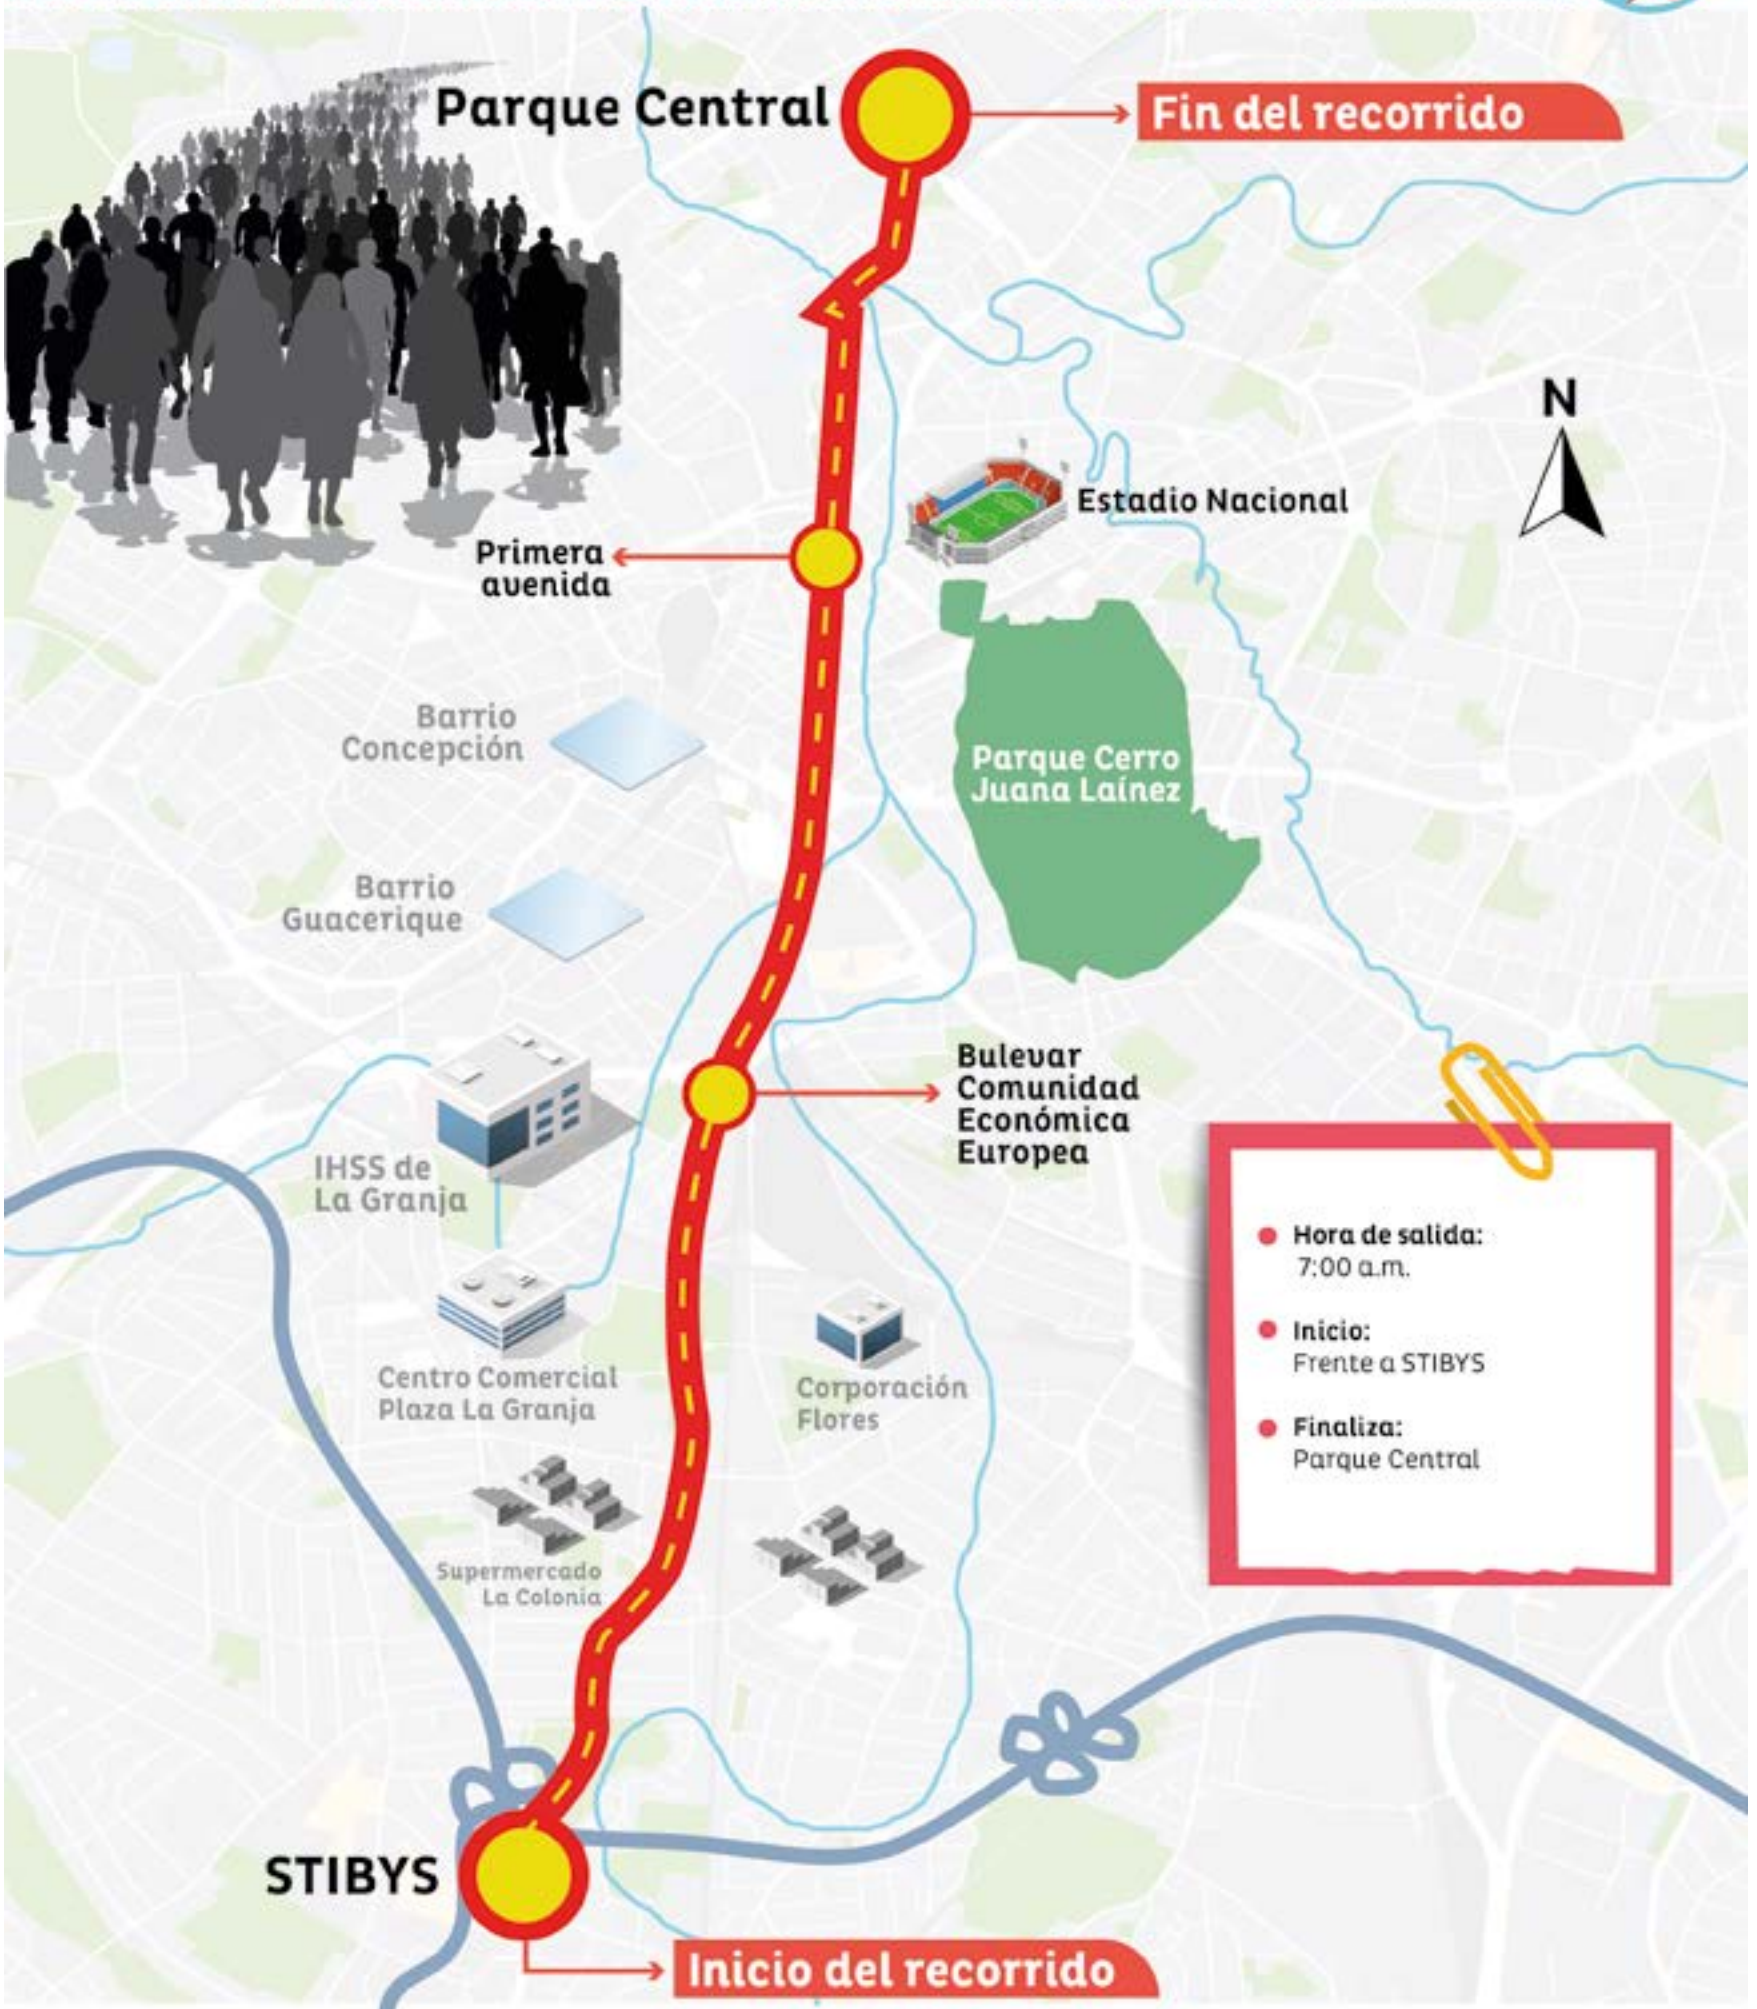 Parque Central
Fin del recorrido
N
Estadio Nacional
Primera
avenida
Barrio
Concepción
Parque Cerro
Juana Laínez
Barrio
Guacerique
Bulevar
Comunidad
Económica
Europea
IHSS de
La Granja
Hora de salida:
7:00 a.m.
Inicio:
Frente a STIBYS
Finaliza:
Parque Central
Centro Comercial
Plaza La Granja
Corporación
Flores
Supermercado
La Colonia
STIBYS
Inicio del recorrido